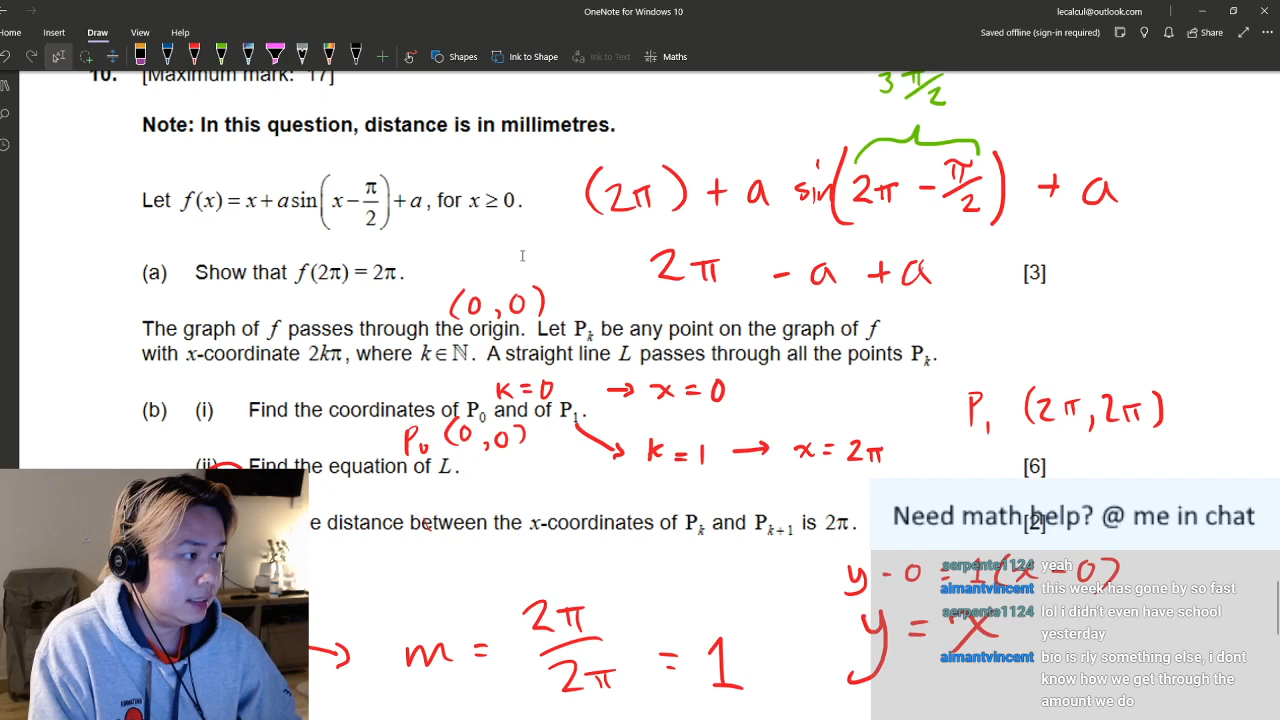 OneNote for Windows 10
lecalcul@outlook.com
Home Insert Draw View Help
Saved offline (sign-in required) Share
Shapes Ink to Shape Ink to Text Maths
10. [Maximum mark: 17]
3π/2
Note: In this question, distance is in millimetres.
Let f(x) = x + a sin(x − π/2) + a, for x ≥ 0.
(2π) + a sin(2π − π/2) + a
(a) Show that f(2π) = 2π. [3]
2π - a + a
(0,0)
The graph of f passes through the origin. Let Pk be any point on the graph of f
with x-coordinate 2kπ, where k ∈ ℕ. A straight line L passes through all the points Pk.
k=0 → x = 0
(b) (i) Find the coordinates of P0 and of P1.
P1 (2π, 2π)
P0 (0,0)
k = 1 → x = 2π
(ii) Find the equation of L. [6]
Need math help? @ me in chat
e distance between the x-coordinates of Pk and Pk+1 is 2π. [2]
y - 0 = 1(x - 0)
y = x
→ m = 2π/2π = 1
serpente1124 yeah
aimantvincent this week has gone by so fast
serpente1124 lol i didnt even have school
yesterday
aimantvincent bio is rly something else, i dont
know how we get through the
amount we do